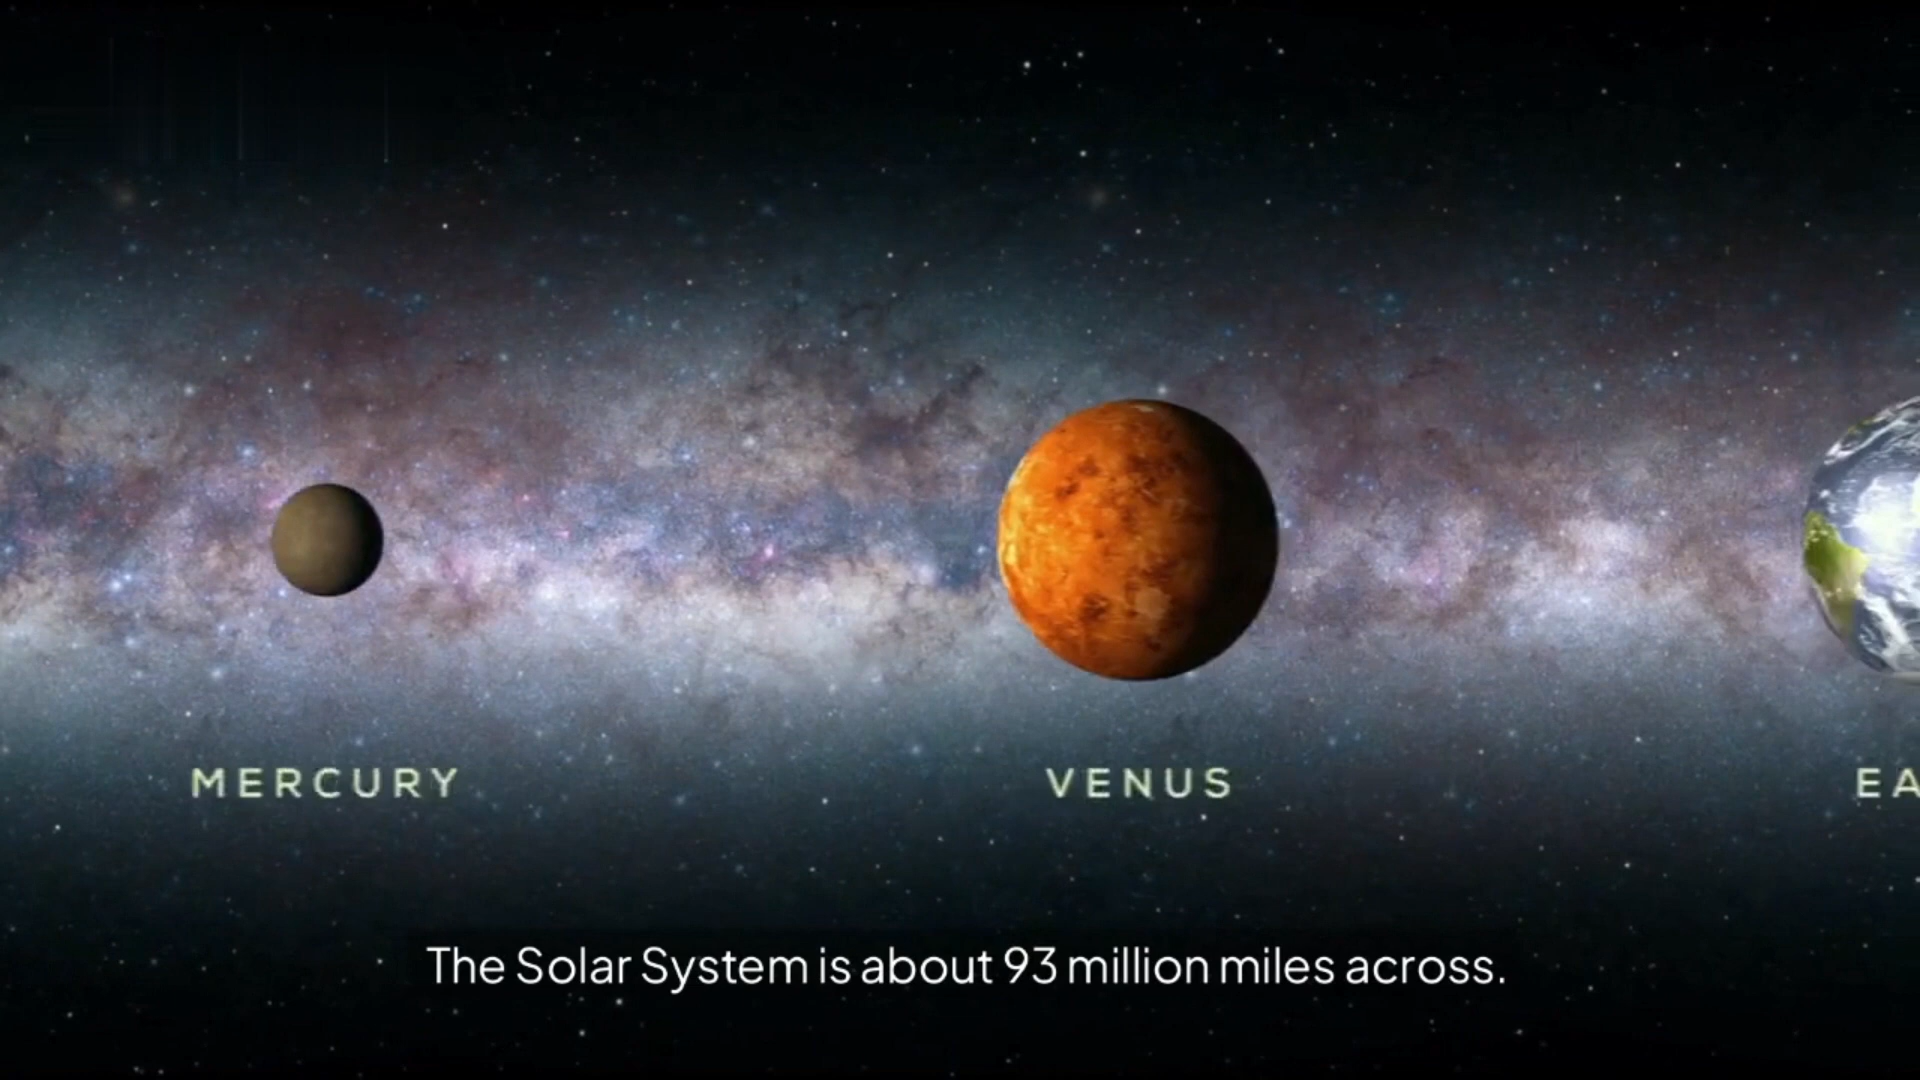 MERCURY
VENUS
EA
The Solar System is about 93 million miles across.